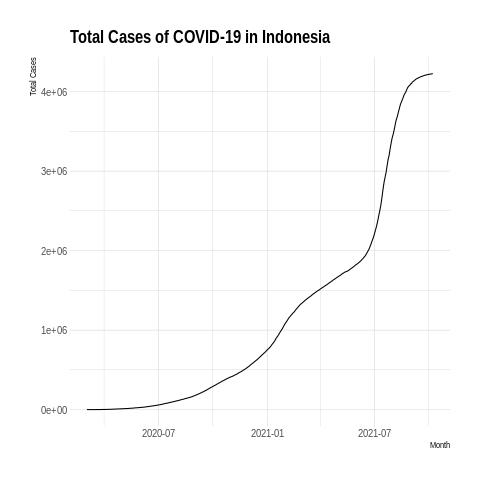 Total Cases of COVID-19 in Indonesia
Total Cases
4e+06
3e+06
2e+06
1e+06
0e+00
2020-07 2021-01 2021-07
Month